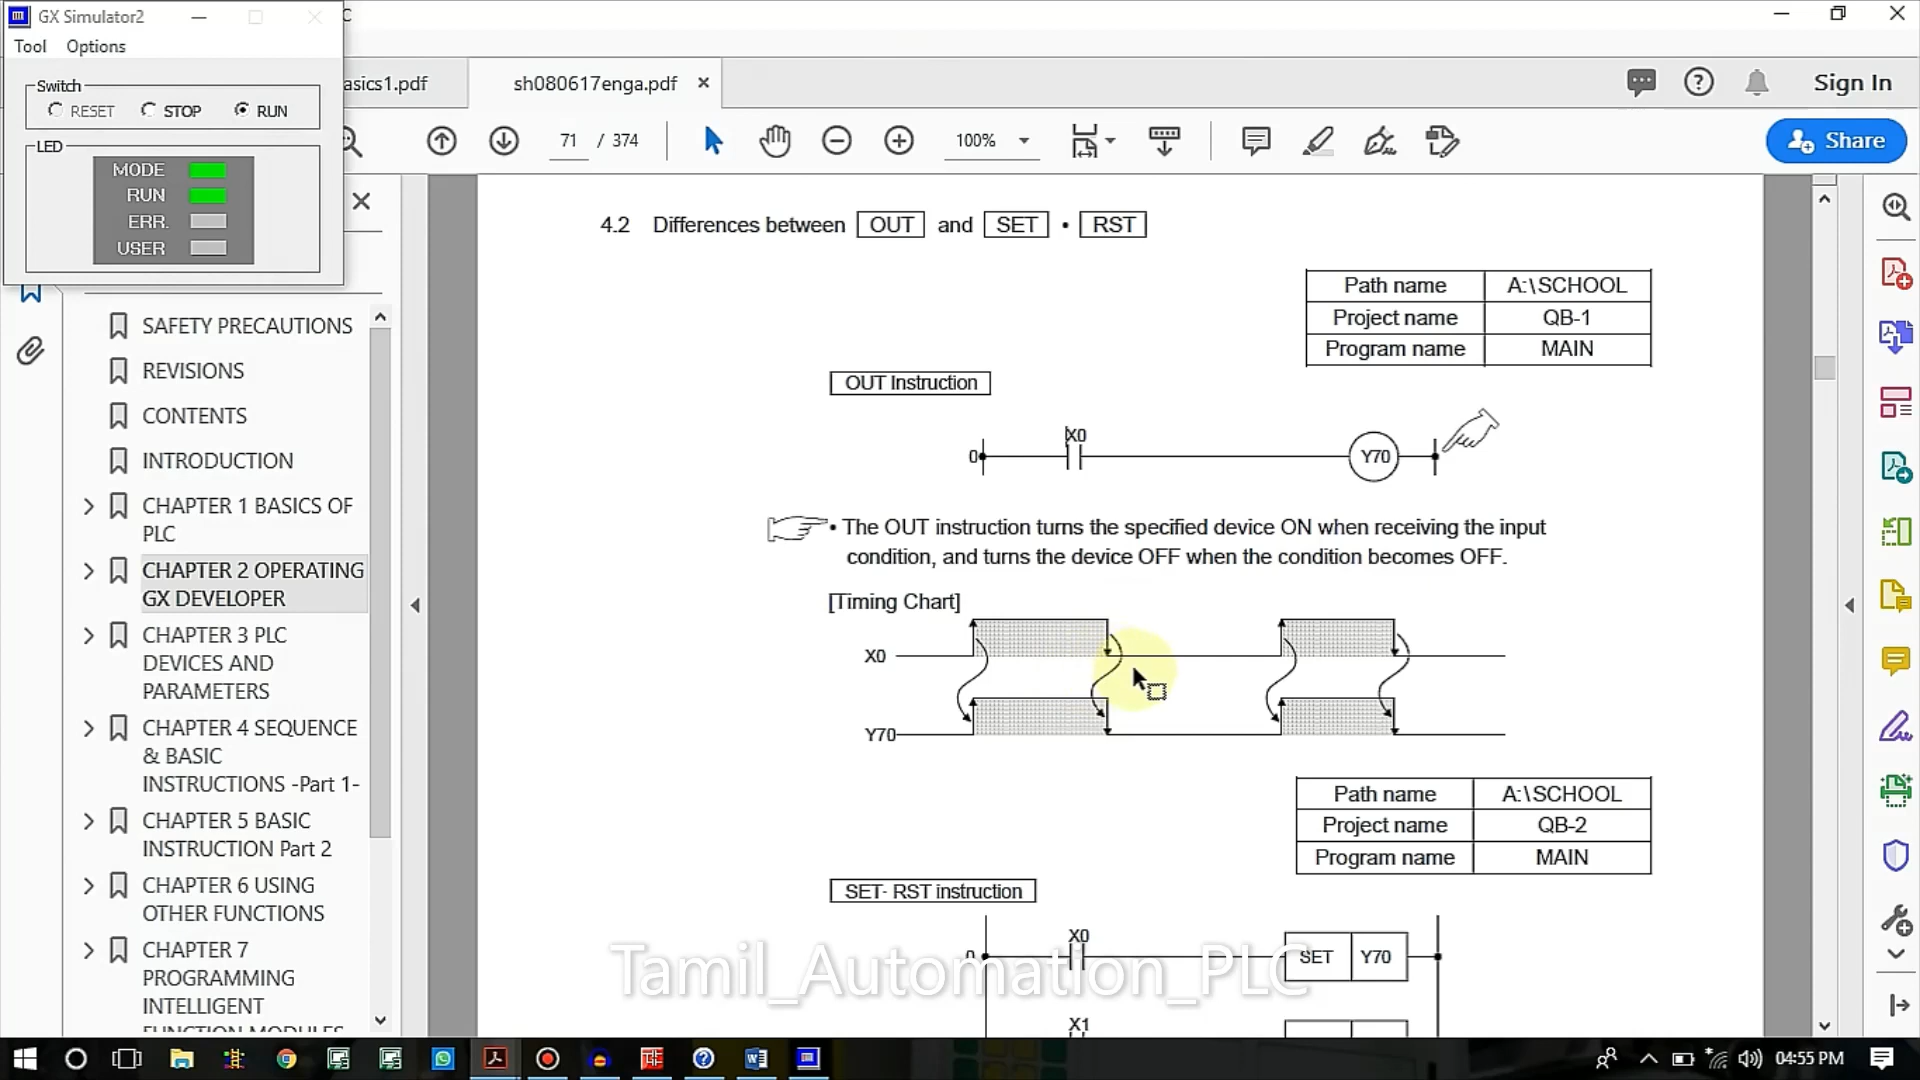 GX Simulator2
C
Tool Options
Switch
RESET STOP RUN
LED
MODE
RUN
ERR.
USER
asics1.pdf
sh080617enga.pdf
Sign In
71 / 374
100%
Share
SAFETY PRECAUTIONS
REVISIONS
CONTENTS
INTRODUCTION
CHAPTER 1 BASICS OF
PLC
CHAPTER 2 OPERATING
GX DEVELOPER
CHAPTER 3 PLC
DEVICES AND
PARAMETERS
CHAPTER 4 SEQUENCE
& BASIC
INSTRUCTIONS -Part 1-
CHAPTER 5 BASIC
INSTRUCTION Part 2
CHAPTER 6 USING
OTHER FUNCTIONS
CHAPTER 7
PROGRAMMING
INTELLIGENT
FUNCTION MODULES
4.2 Differences between OUT and SET • RST
Path name A:\SCHOOL
Project name QB-1
Program name MAIN
OUT Instruction
X0
0 Y70
• The OUT instruction turns the specified device ON when receiving the input
condition, and turns the device OFF when the condition becomes OFF.
[Timing Chart]
X0
Y70
Path name A:\SCHOOL
Project name QB-2
Program name MAIN
SET- RST instruction
X0
0 SET Y70
X1
Tamil_Automation_PLC
04:55 PM